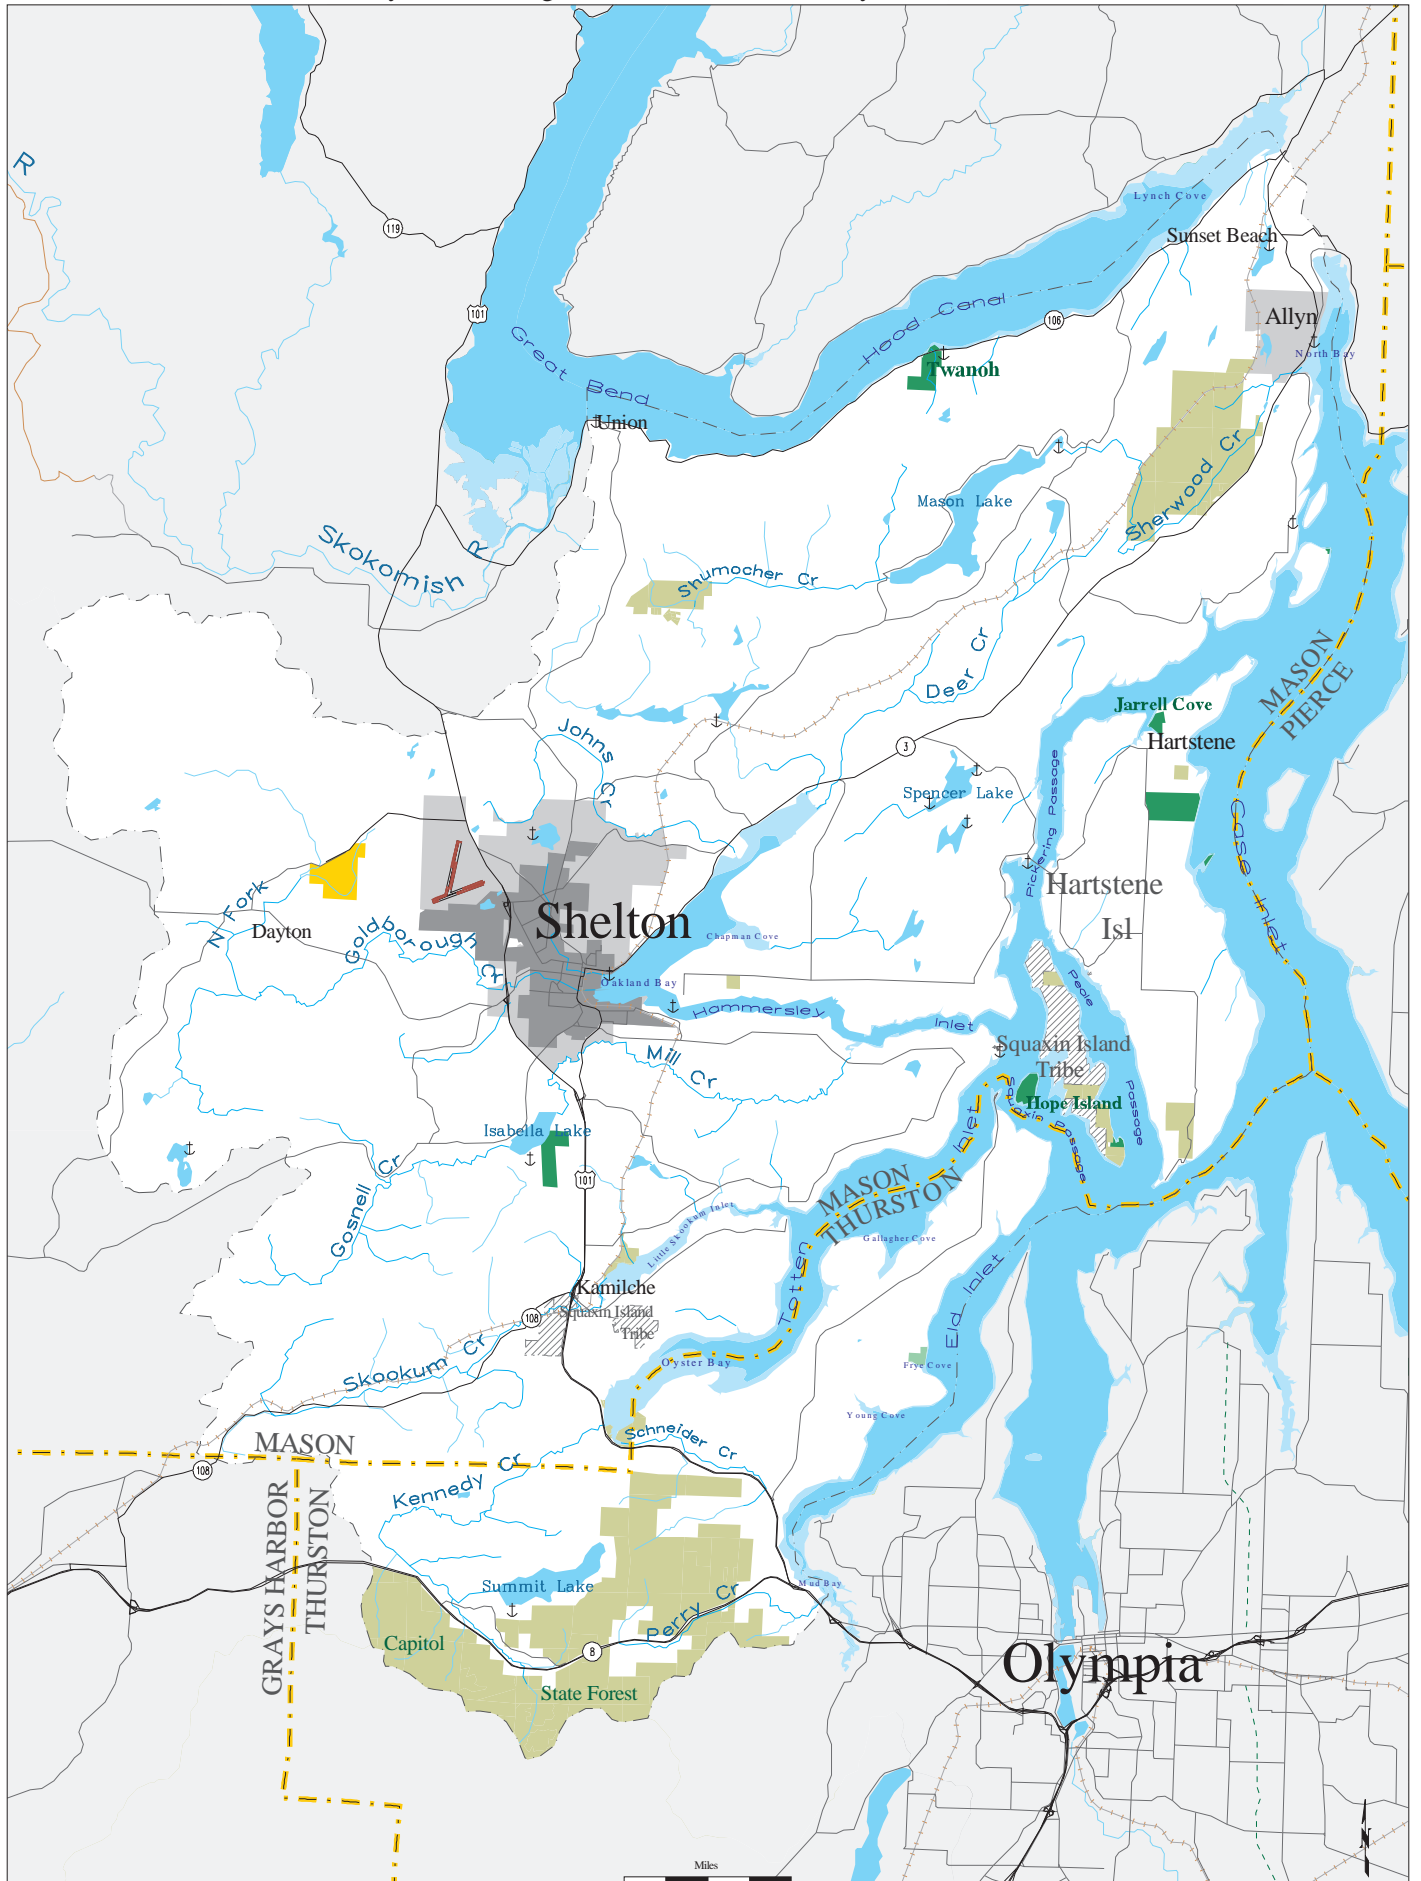 R
119
101
Lynch Cove
Sunset Beach
Hood Canal
106
Allyn
North Bay
Great Bend
Twanoh
Union
Mason Lake
Sherwood Cr
Skokomish R
Shumocher Cr
Deer Cr
MASON
PIERCE
Jarrell Cove
Hartstene
Johns Cr
3
Spencer Lake
Pickering Passage
Case Inlet
Hartstene
Isl
N Fork
Dayton
Goldborough Cr
Shelton
Chapman Cove
Oakland Bay
Hammersley Inlet
Peale Passage
Squaxin Island
Tribe
Mill Cr
Hope Island
Squaxin Passage
Isabella Lake
Gosnell Cr
101
MASON
THURSTON
Totten Inlet
Little Skookum Inlet
Gallagher Cove
Eld Inlet
Kamilche
Squaxin Island
Tribe
108
Skookum Cr
Oyster Bay
Frye Cove
Young Cove
Schneider Cr
MASON
108
Kennedy Cr
GRAYS HARBOR
THURSTON
Summit Lake
Perry Cr
Mud Bay
Capitol
State Forest
8
Olympia
Miles
N